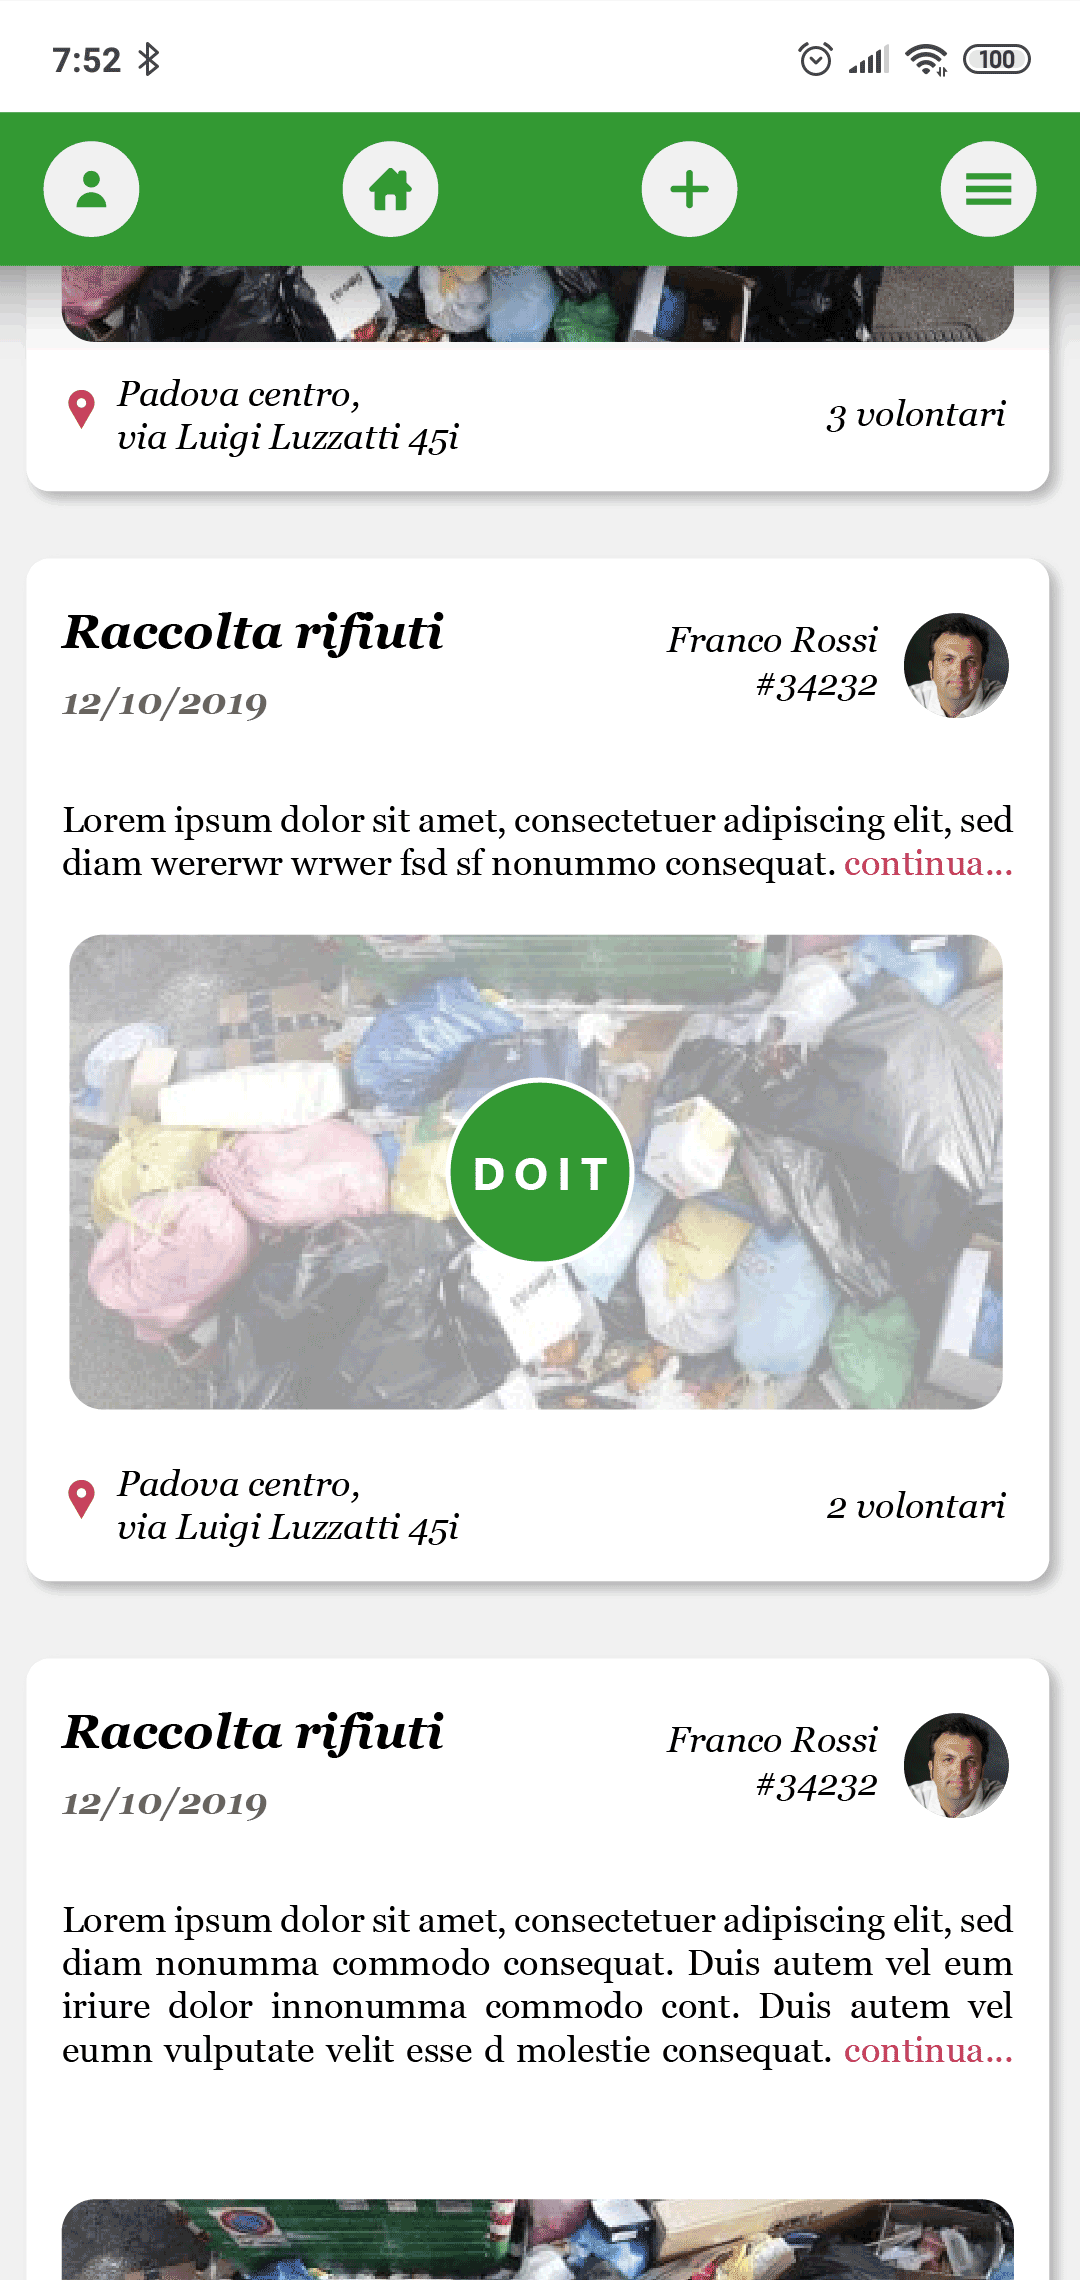 7:52
100
Padova centro,
via Luigi Luzzatti 45i
3 volontari
Raccolta rifiuti
12/10/2019
Franco Rossi
#34232
Lorem ipsum dolor sit amet, consectetuer adipiscing elit, sed
diam wererwr wrwer fsd sf nonummo consequat. continua...
DOIT
Padova centro,
via Luigi Luzzatti 45i
2 volontari
Raccolta rifiuti
12/10/2019
Franco Rossi
#34232
Lorem ipsum dolor sit amet, consectetuer adipiscing elit, sed
diam nonumma commodo consequat. Duis autem vel eum
iriure dolor innonumma commodo cont. Duis autem vel
eumn vulputate velit esse d molestie consequat. continua...